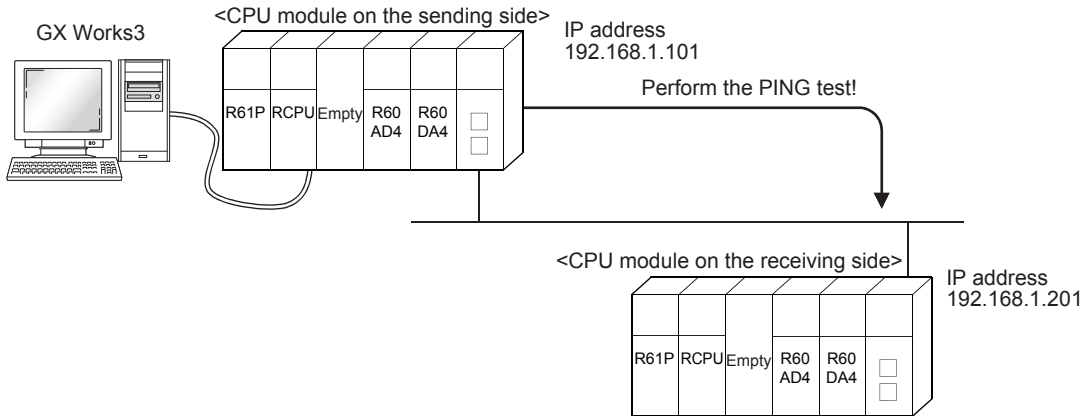 <CPU module on the sending side>
GX Works3
IP address
192.168.1.101
Perform the PING test!
R61P RCPU Empty R60 AD4 R60 DA4
<CPU module on the receiving side>
IP address
192.168.1.201
R61P RCPU Empty R60 AD4 R60 DA4